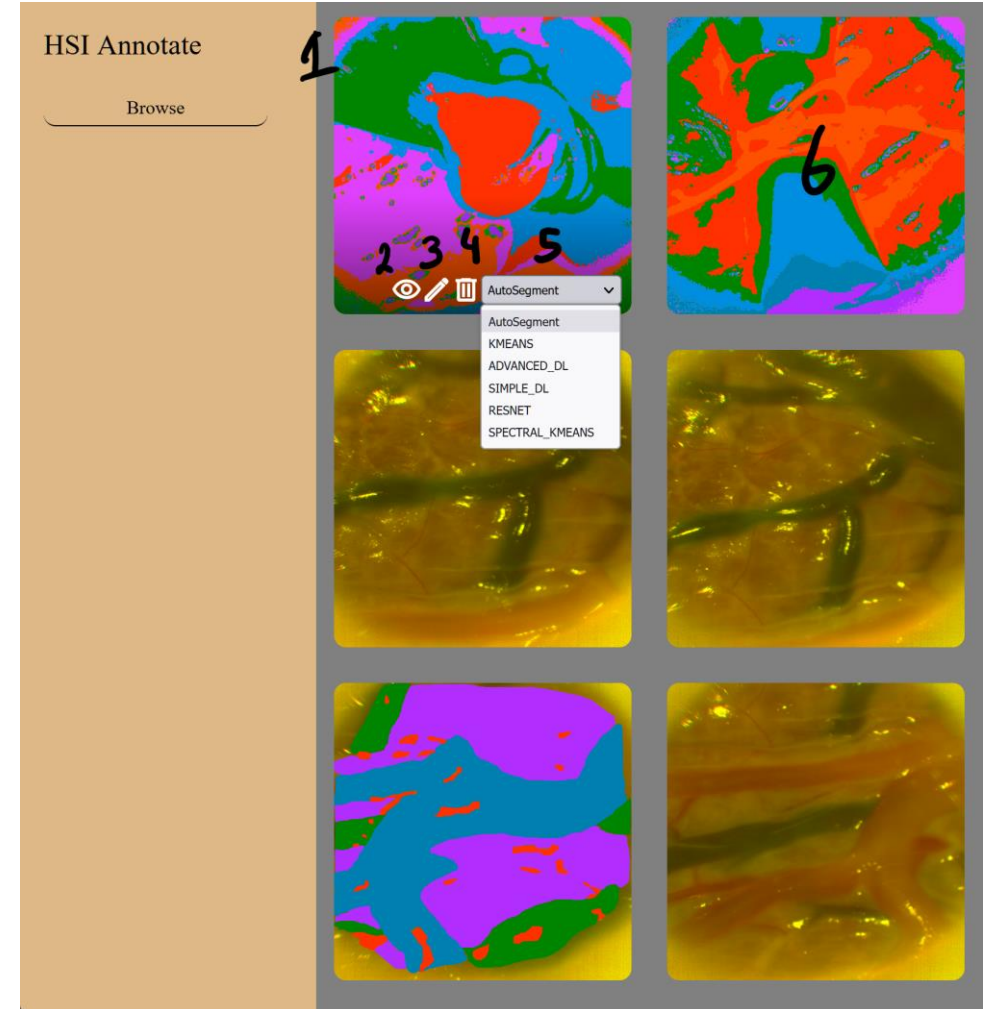 HSI Annotate
Browse
1
6
2 3 4 5
AutoSegment
AutoSegment
KMEANS
ADVANCED_DL
SIMPLE_DL
RESNET
SPECTRAL_KMEANS